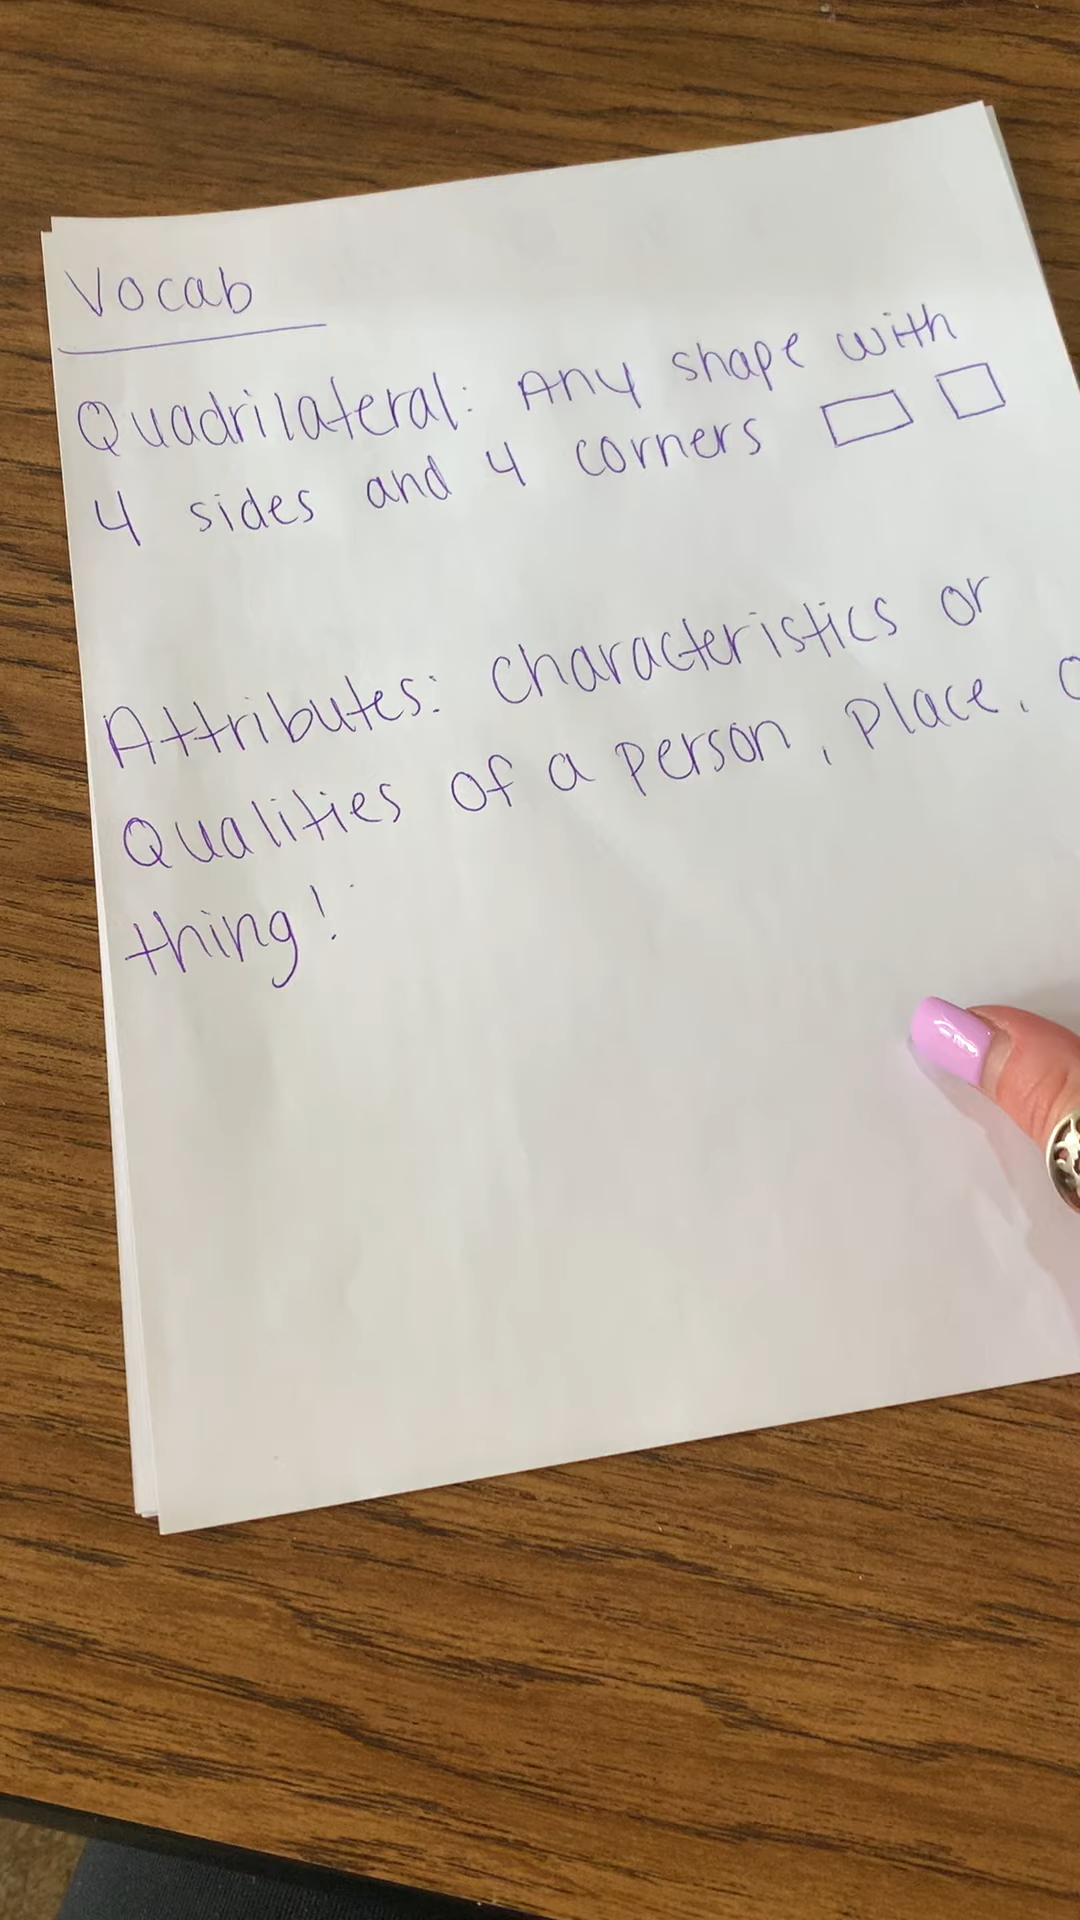 Vocab
Quadrilateral: Any shape with
4 sides and 4 corners
Attributes: Characteristics or
Qualities of a person, place,
thing!